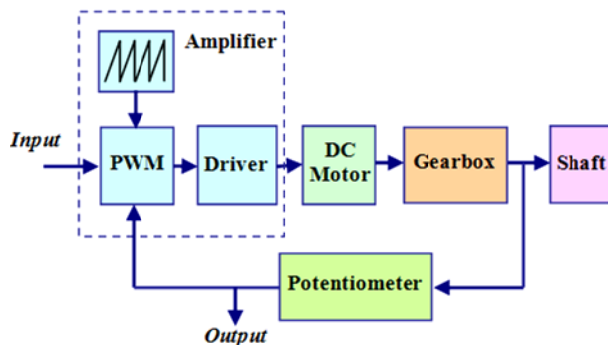 Amplifier
Input
PWM
Driver
DC
Motor
Gearbox
Shaft
Potentiometer
Output